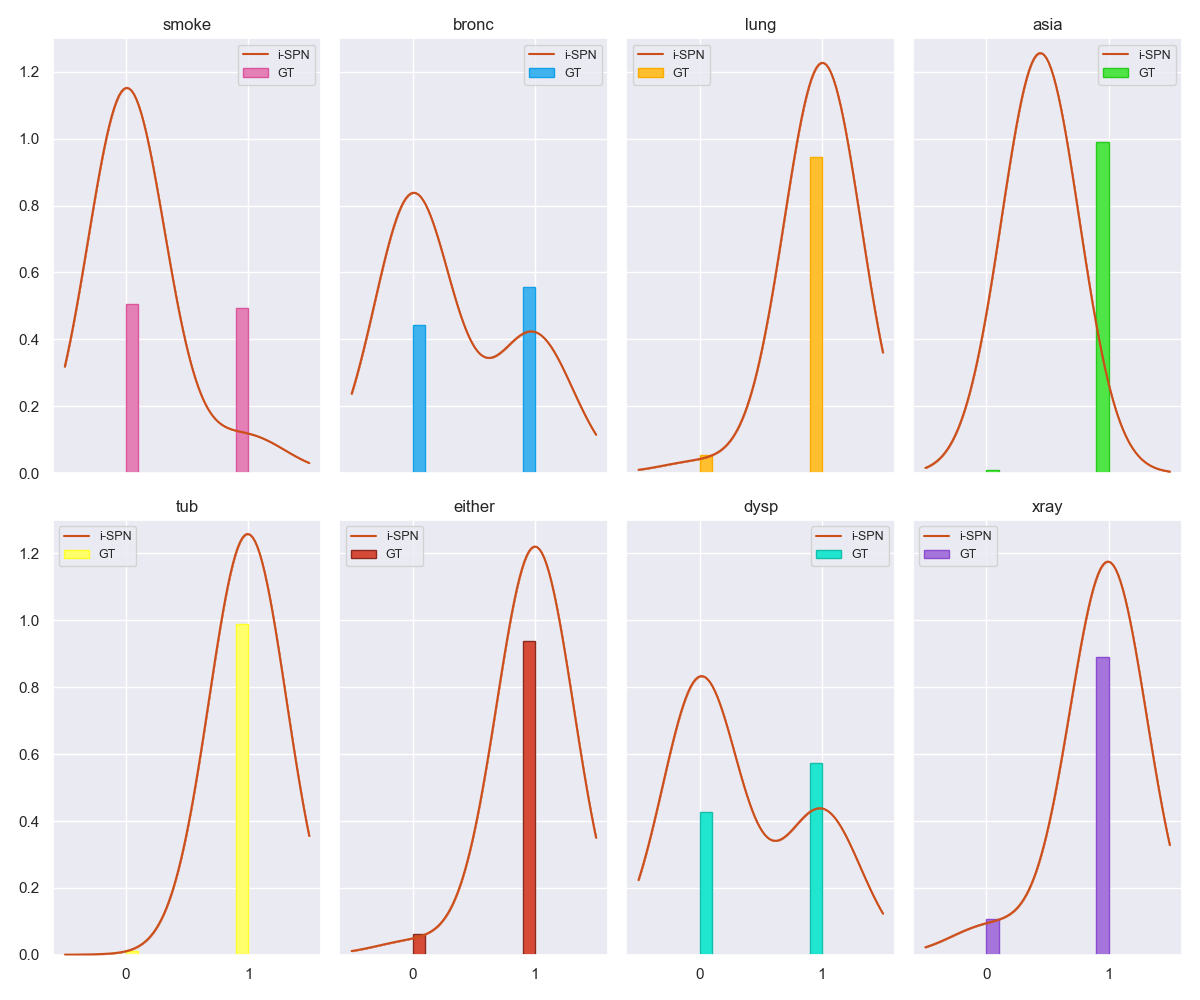 smoke
bronc
lung
asia
i-SPN
GT
i-SPN
GT
i-SPN
GT
i-SPN
GT
1.2
1.0
0.8
0.6
0.4
0.2
0.0
tub
either
dysp
xray
i-SPN
GT
i-SPN
GT
i-SPN
GT
i-SPN
GT
1.2
1.0
0.8
0.6
0.4
0.2
0.0
0 1
0 1
0 1
0 1